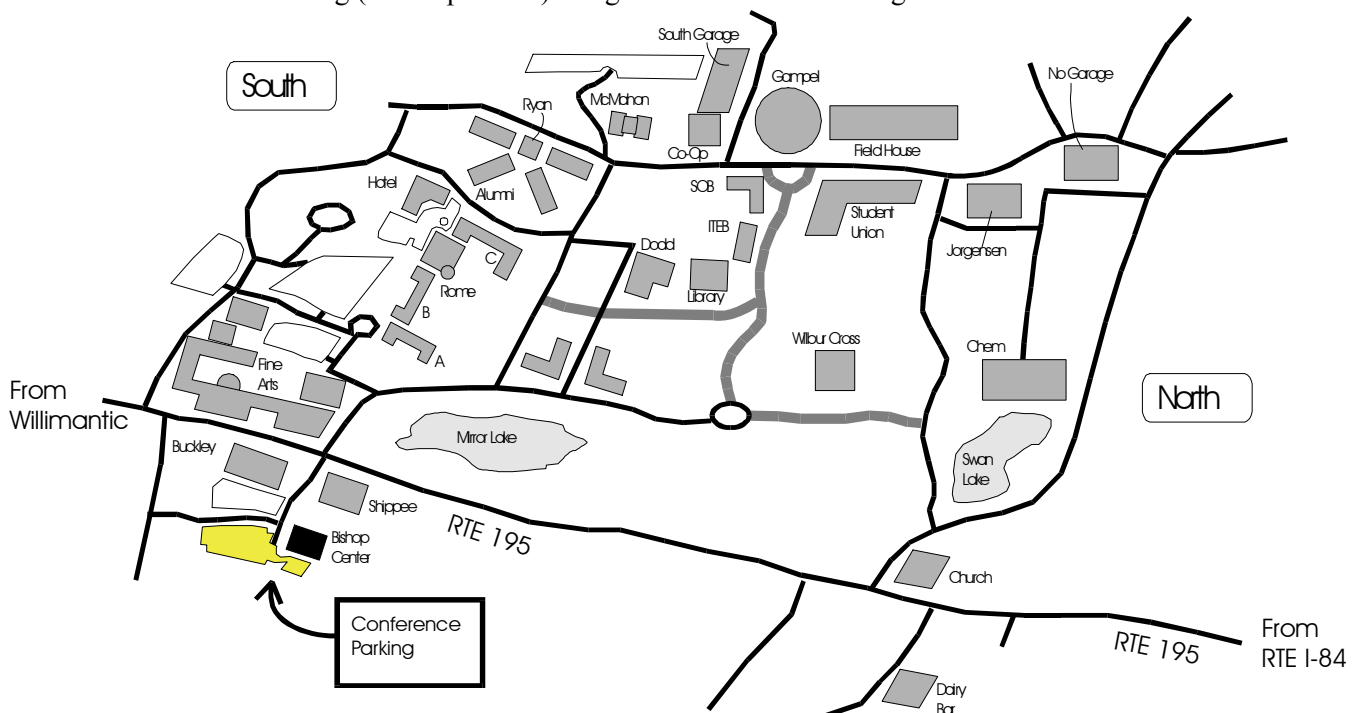 South Garage
No Garage
South
Gampel
McMahon
Ryan
Co-Op
Field House
Hotel
Alumni
SOB
Student
Union
ITEB
Dodd
Jorgensen
C
Library
Rome
B
Wilbur Cross
Chem
A
Fine
Arts
From
Willimantic
North
Mirror Lake
Buckley
Swan
Lake
Shippee
RTE 195
Bishop
Center
Church
Conference
Parking
RTE 195
From
RTE I-84
Dairy
Bar